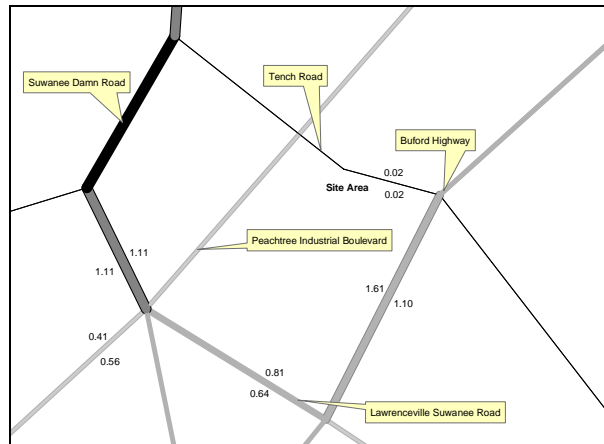 Tench Road
Suwanee Damn Road
Buford Highway
0.02
Site Area
0.02
Peachtree Industrial Boulevard
1.11
1.11
1.61
1.10
0.41
0.56
0.81
0.64
Lawrenceville Suwanee Road